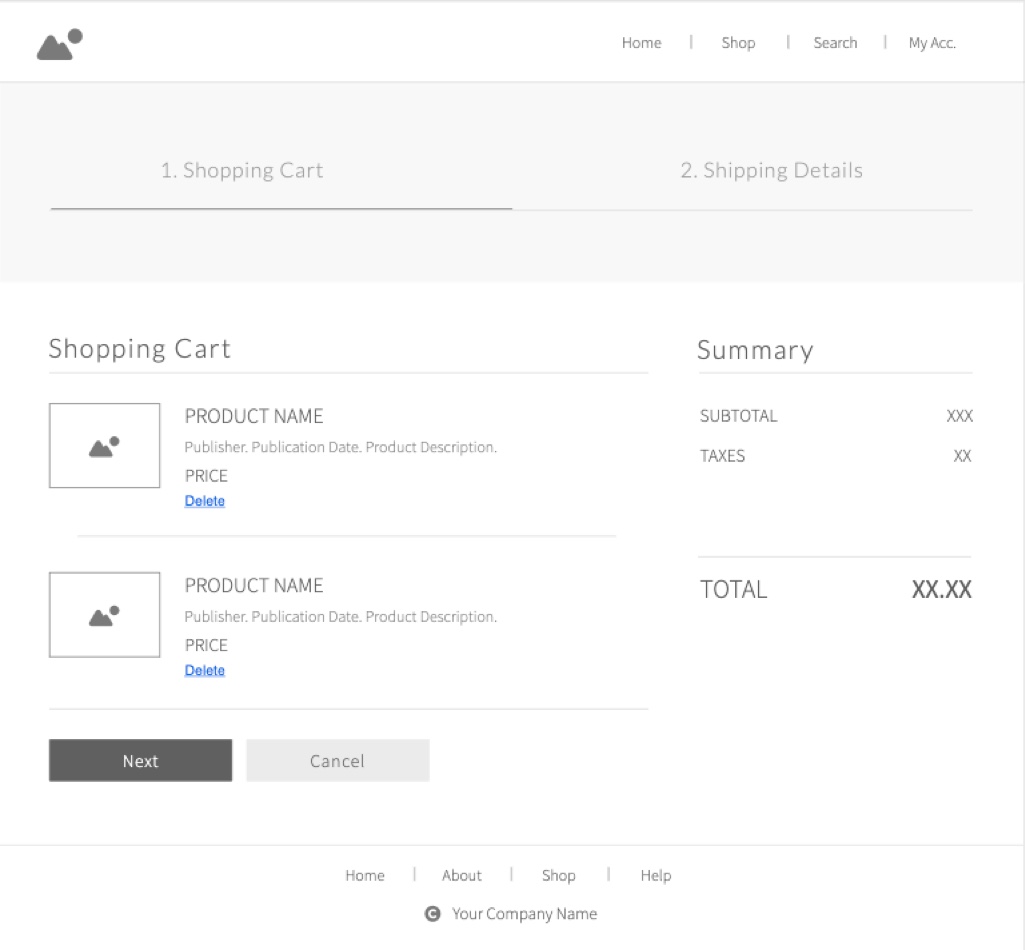 Home | Shop | Search | My Acc.
1. Shopping Cart
2. Shipping Details
Shopping Cart
PRODUCT NAME
Publisher. Publication Date. Product Description.
PRICE
Delete
PRODUCT NAME
Publisher. Publication Date. Product Description.
PRICE
Delete
Next
Cancel
Summary
SUBTOTAL XXX
TAXES XX
TOTAL XX.XX
Home | About | Shop | Help
© Your Company Name